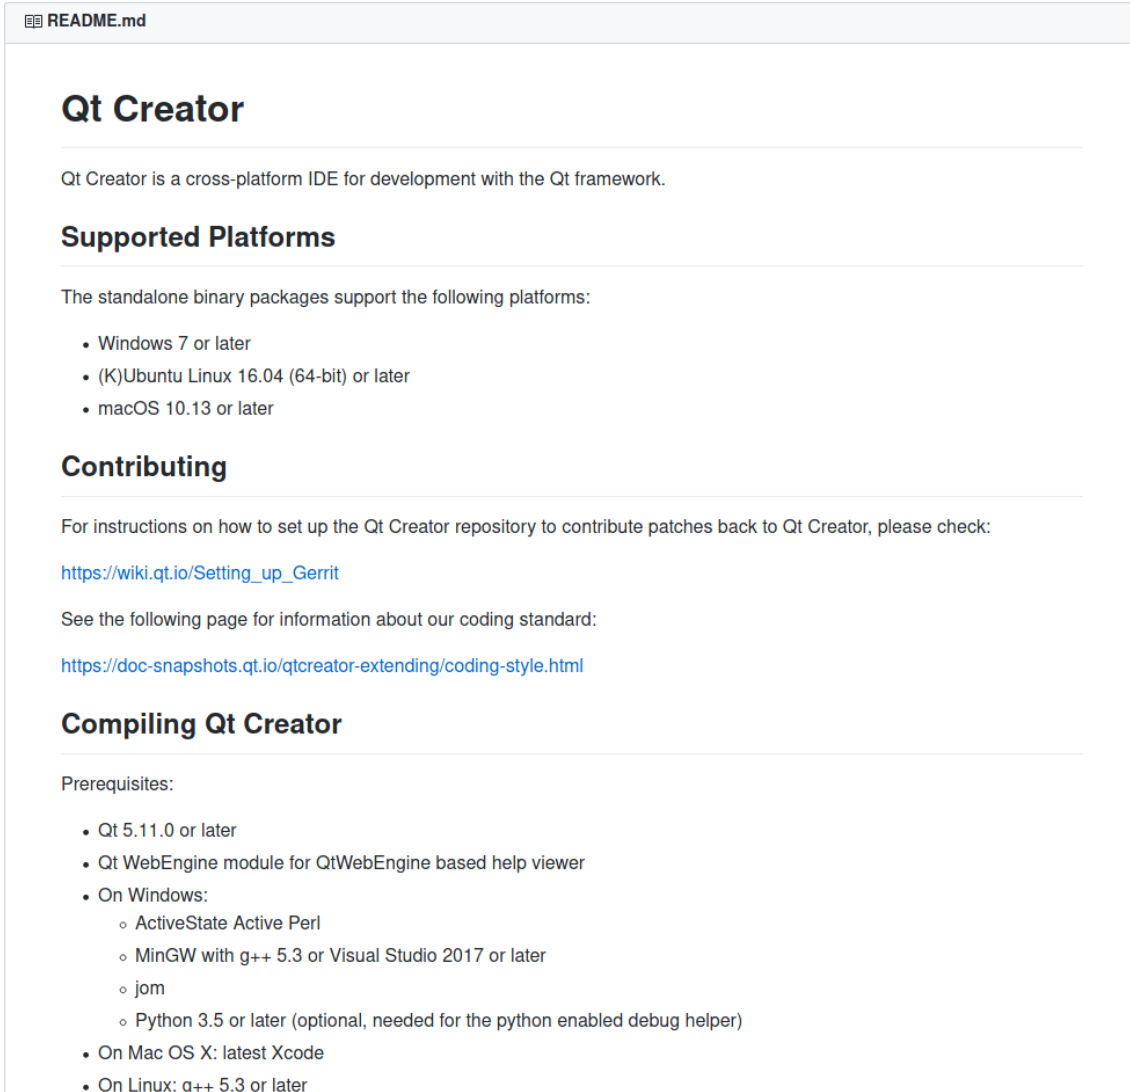 README.md
Qt Creator
Qt Creator is a cross-platform IDE for development with the Qt framework.
Supported Platforms
The standalone binary packages support the following platforms:
• Windows 7 or later
• (K)Ubuntu Linux 16.04 (64-bit) or later
• macOS 10.13 or later
Contributing
For instructions on how to set up the Qt Creator repository to contribute patches back to Qt Creator, please check:
https://wiki.qt.io/Setting_up_Gerrit
See the following page for information about our coding standard:
https://doc-snapshots.qt.io/qtcreator-extending/coding-style.html
Compiling Qt Creator
Prerequisites:
• Qt 5.11.0 or later
• Qt WebEngine module for QtWebEngine based help viewer
• On Windows:
◦ ActiveState Active Perl
◦ MinGW with g++ 5.3 or Visual Studio 2017 or later
◦ jom
◦ Python 3.5 or later (optional, needed for the python enabled debug helper)
• On Mac OS X: latest Xcode
• On Linux: g++ 5.3 or later